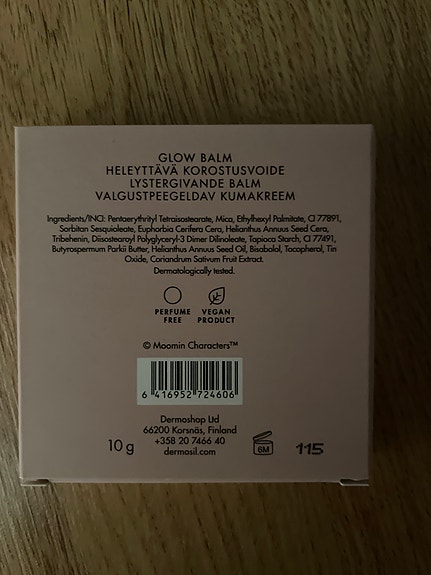 GLOW BALM
HELEYTTÄVÄ KOROSTUSVOIDE
LYSTERGIVANDE BALM
VALGUSTPEEGELDAV KUMAKREEM
Ingredients/INCI: Pentaerythrityl Tetraisostearate, Mica, Ethylhexyl Palmitate, CI 77891,
Sorbitan Sesquioleate, Euphorbia Cerifera Cera, Helianthus Annuus Seed Cera,
Tribehenin, Diisostearoyl Polyglyceryl-3 Dimer Dilinoleate, Tapioca Starch, CI 77491,
Butyrospermum Parkii Butter, Helianthus Annuus Seed Oil, Bisabolol, Tocopherol, Tin
Oxide, Coriandrum Sativum Fruit Extract.
Dermatologically tested.
PERFUME FREE
VEGAN PRODUCT
© Moomin Characters™
6 416952 724606
Dermoshop Ltd
66200 Korsnäs, Finland
+358 20 7466 40
dermosil.com
10 g
6M
115